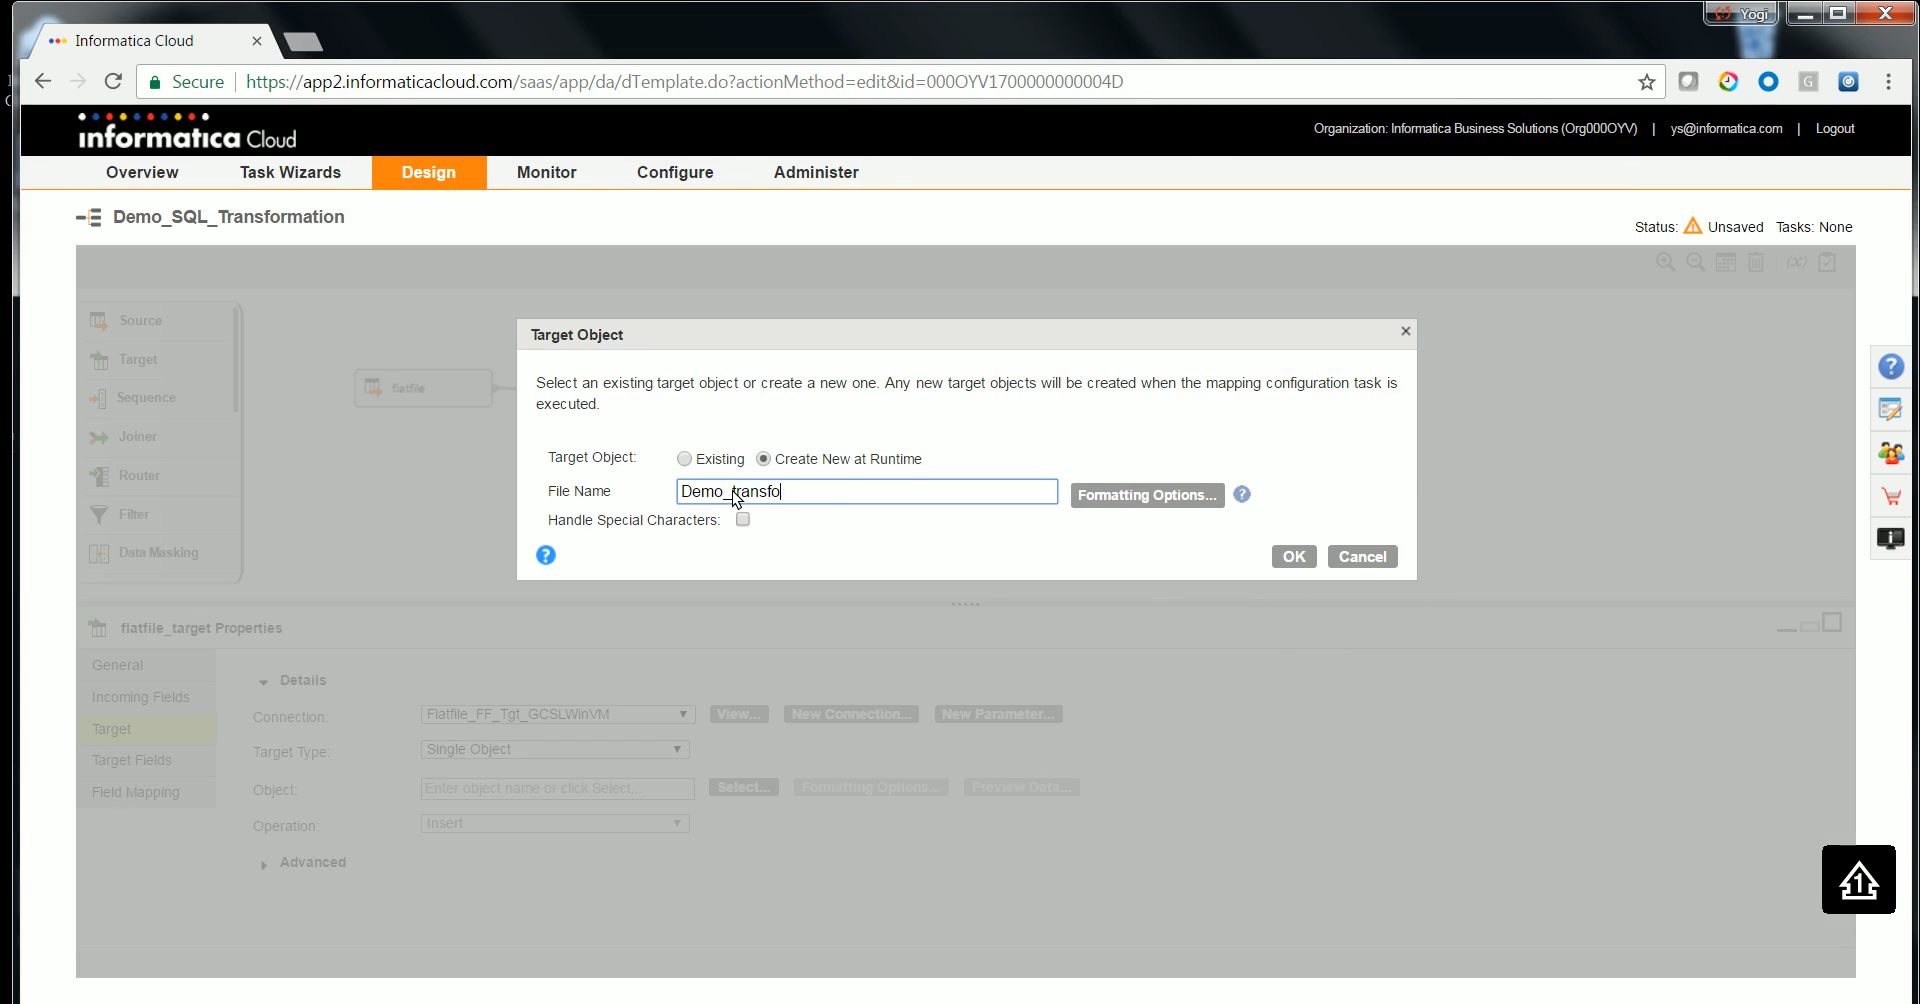 Yogi
Informatica Cloud
Secure https://app2.informaticacloud.com/saas/app/da/dTemplate.do?actionMethod=edit&id=000OYV1700000000004D
G
informatica Cloud
Organization: Informatica Business Solutions (Org000OYV) | ys@informatica.com | Logout
Overview Task Wizards Design Monitor Configure Administer
Demo_SQL_Transformation
Status: Unsaved Tasks: None
(x)
Source
Target
Sequence
Joiner
Router
Filter
Data Masking
flatfile
Target Object
Select an existing target object or create a new one. Any new target objects will be created when the mapping configuration task is
executed.
Target Object: Existing Create New at Runtime
File Name Demo_transfo Formatting Options... ?
Handle Special Characters:
?
OK Cancel
?
flatfile_target Properties
General
Incoming Fields
Target
Target Fields
Field Mapping
Details
Connection: Flatfile_FF_Tgt_GCSLWinVM View... New Connection... New Parameter...
Target Type: Single Object
Object: Enter object name or click Select... Select... Formatting Options... Preview Data...
Operation: Insert
Advanced
1